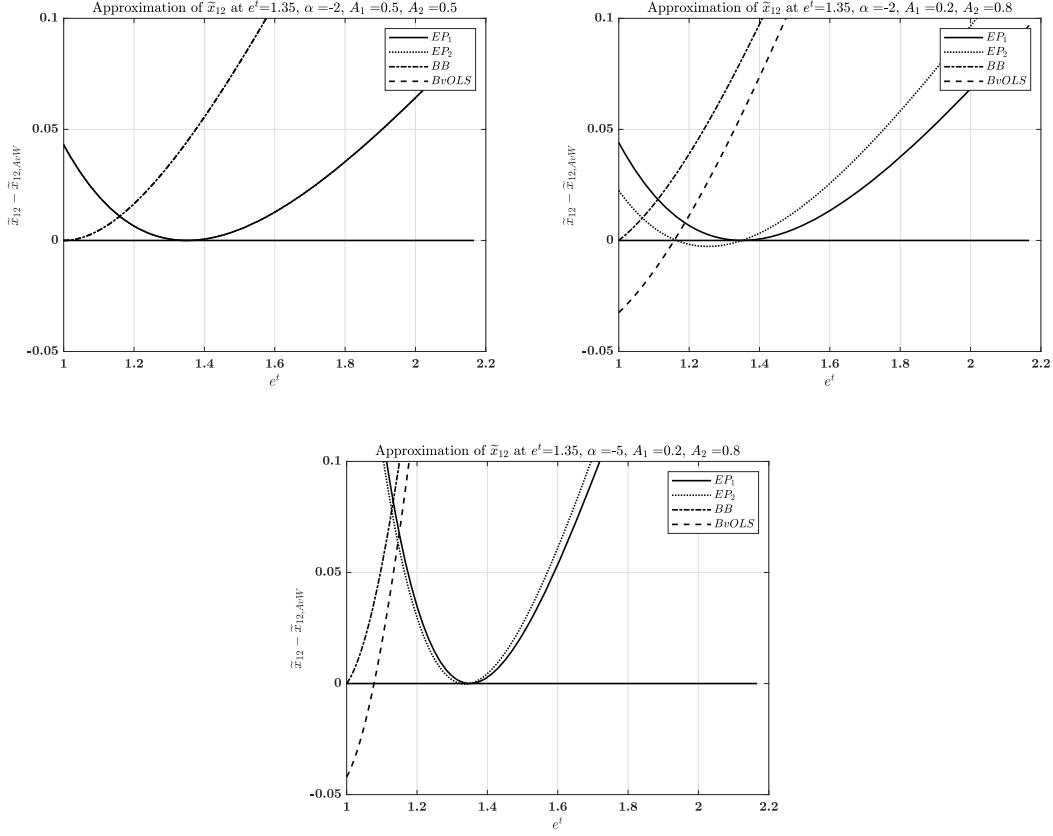 Approximation of x̃₁₂ at eᵗ=1.35, α =-2, A₁ =0.5, A₂ =0.5
0.1
EP₁
EP₂
BB
BvOLS
0.05
x̃₁₂ − x̃₁₂,AvW
0
-0.05
1 1.2 1.4 1.6 1.8 2 2.2
eᵗ
Approximation of x̃₁₂ at eᵗ=1.35, α =-2, A₁ =0.2, A₂ =0.8
0.1
EP₁
EP₂
BB
BvOLS
0.05
x̃₁₂ − x̃₁₂,AvW
0
-0.05
1 1.2 1.4 1.6 1.8 2 2.2
eᵗ
Approximation of x̃₁₂ at eᵗ=1.35, α =-5, A₁ =0.2, A₂ =0.8
0.1
EP₁
EP₂
BB
BvOLS
0.05
x̃₁₂ − x̃₁₂,AvW
0
-0.05
1 1.2 1.4 1.6 1.8 2 2.2
eᵗ